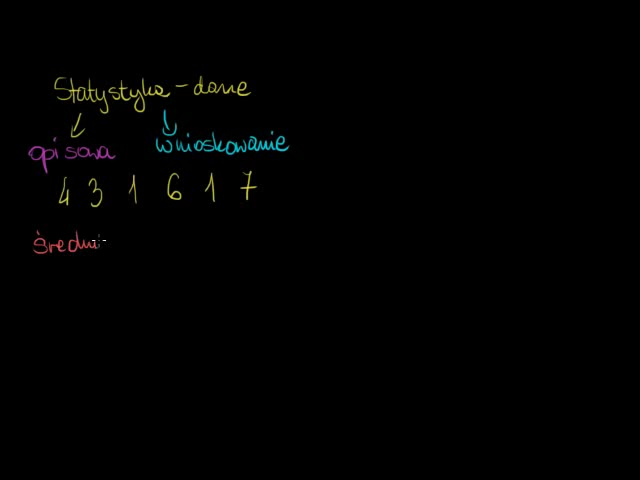 Statystyka - dane
opisowa wnioskowanie
4 3 1 6 1 7
średni